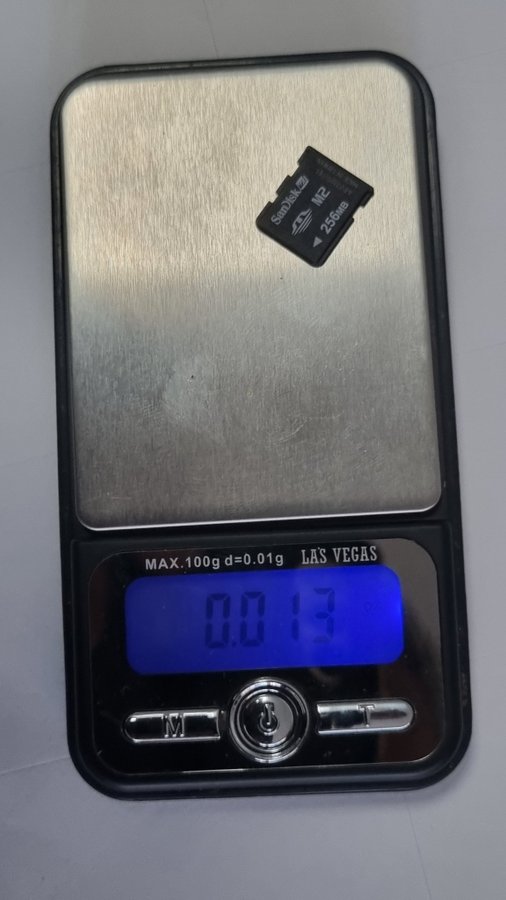 SanDisk
M2
256MB
MAX.100g d=0.01g LAS VEGAS
0.013
M T